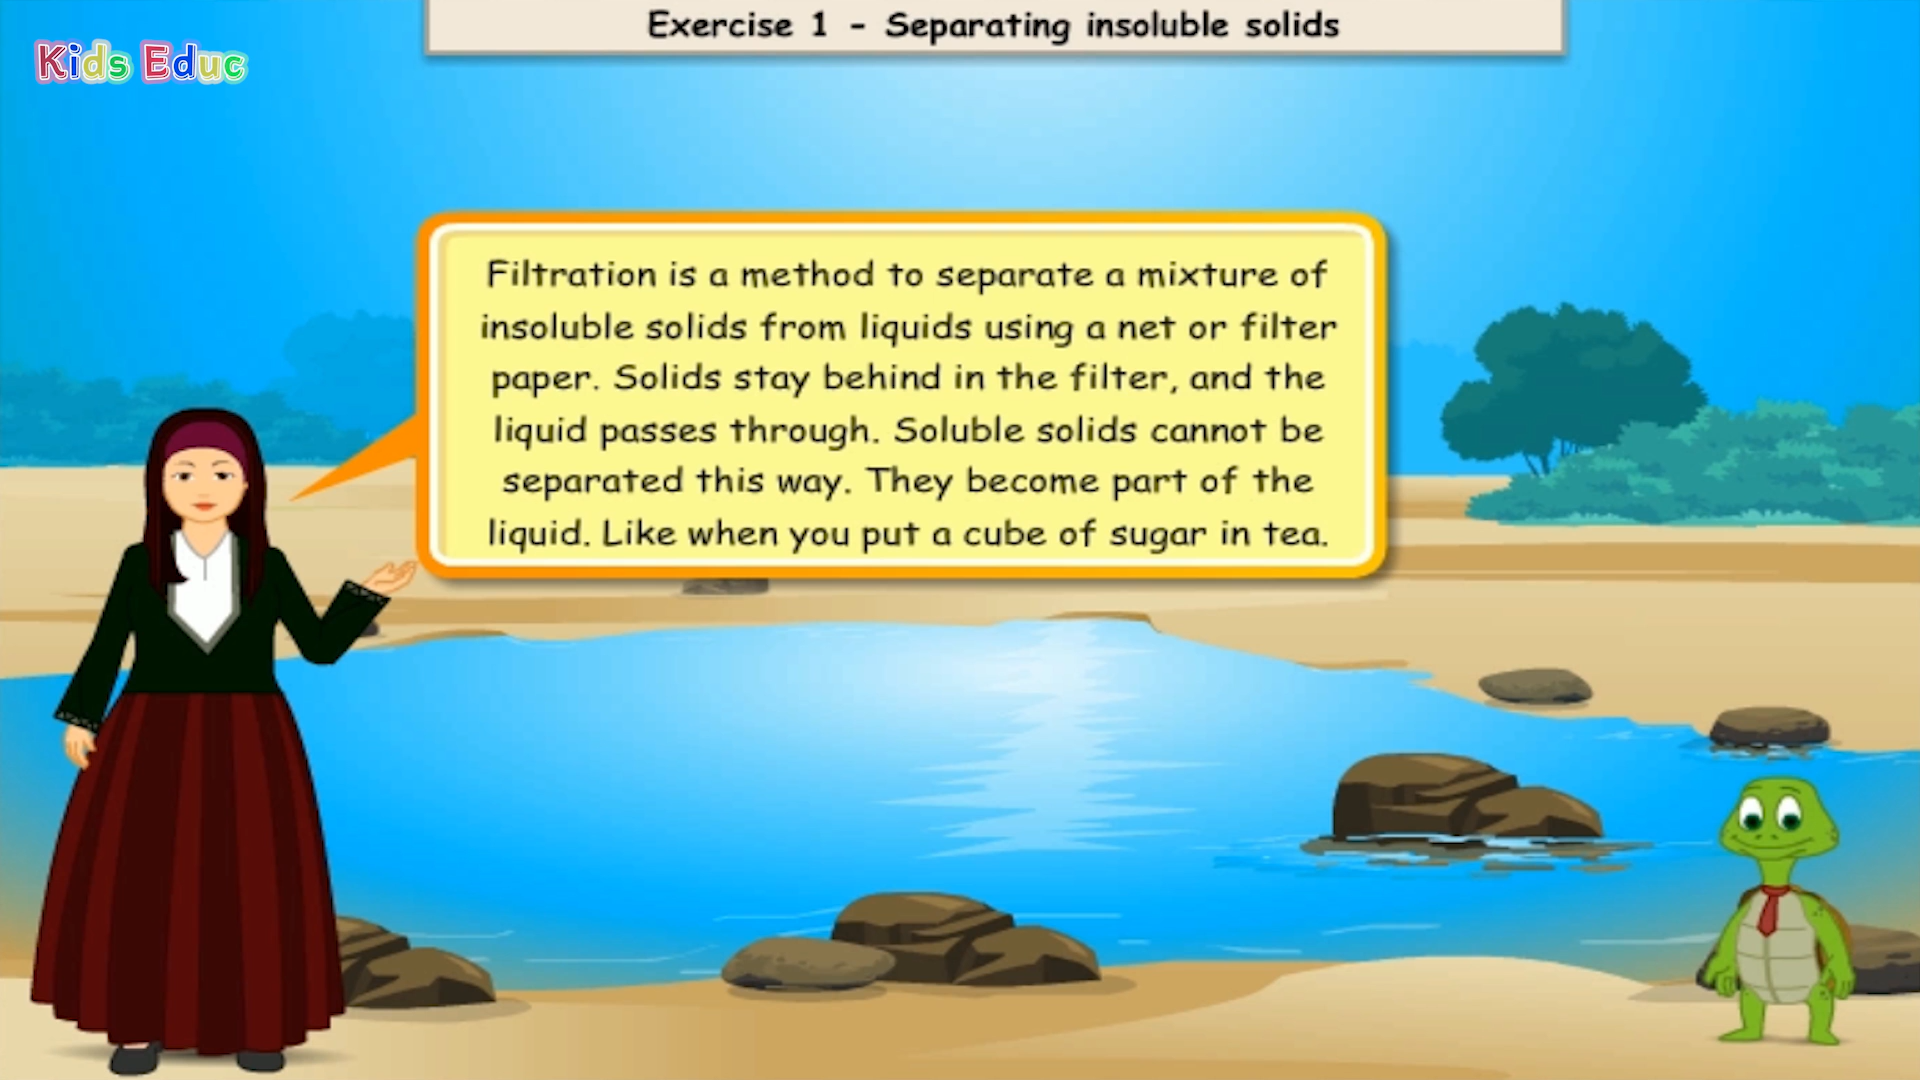 Exercise 1 - Separating insoluble solids
Kids Educ
Filtration is a method to separate a mixture of
insoluble solids from liquids using a net or filter
paper. Solids stay behind in the filter, and the
liquid passes through. Soluble solids cannot be
separated this way. They become part of the
liquid. Like when you put a cube of sugar in tea.